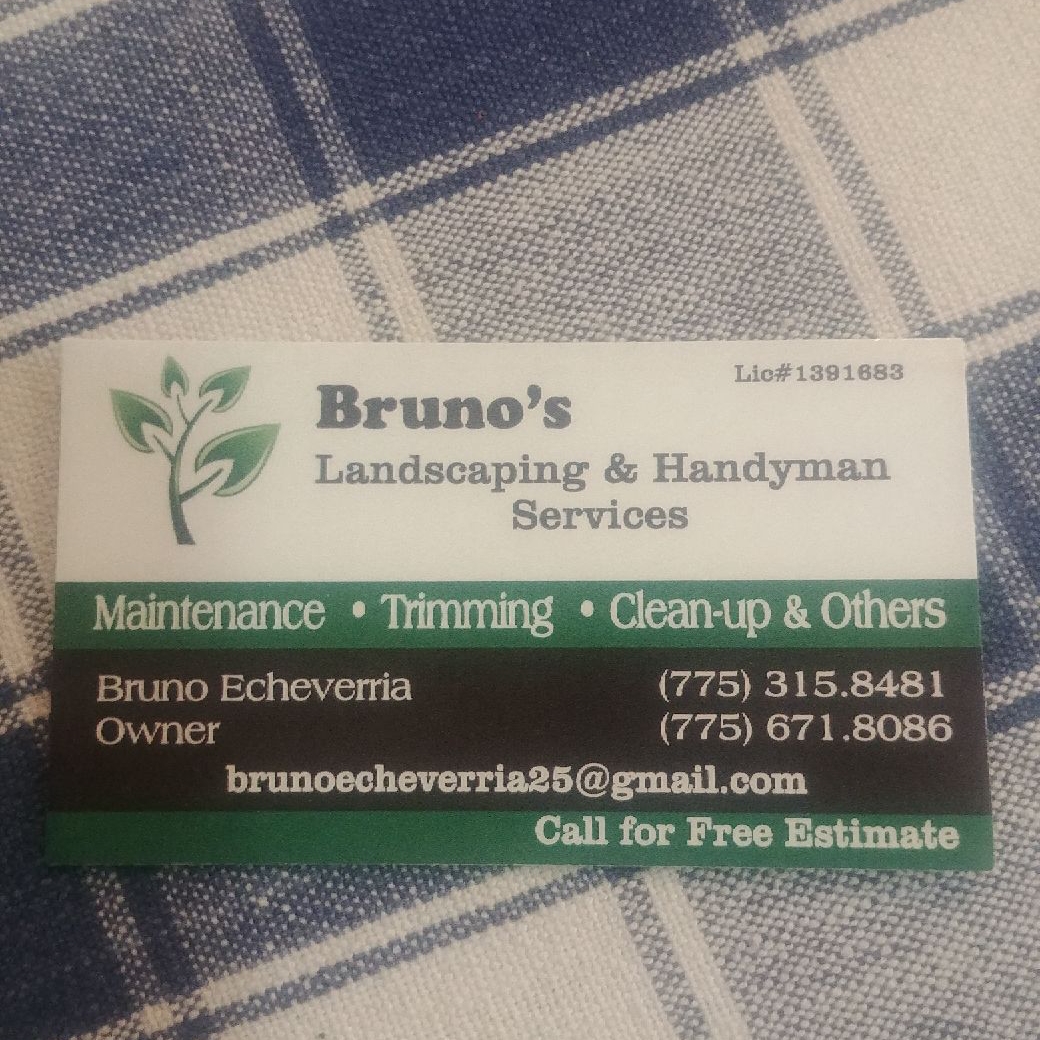 Lic#1391683
Bruno's
Landscaping & Handyman
Services
Maintenance • Trimming • Clean-up & Others
Bruno Echeverria (775) 315.8481
Owner (775) 671.8086
brunoecheverria25@gmail.com
Call for Free Estimate